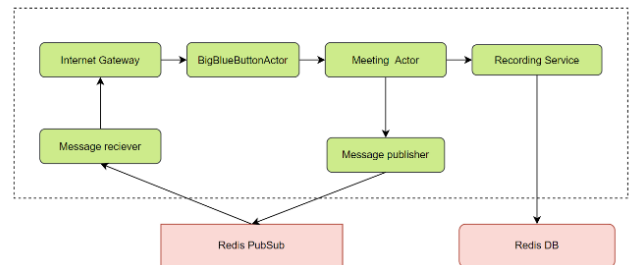 Internet Gateway
BigBlueButtonActor
Meeting Actor
Recording Service
Message reciever
Message publisher
Redis PubSub
Redis DB